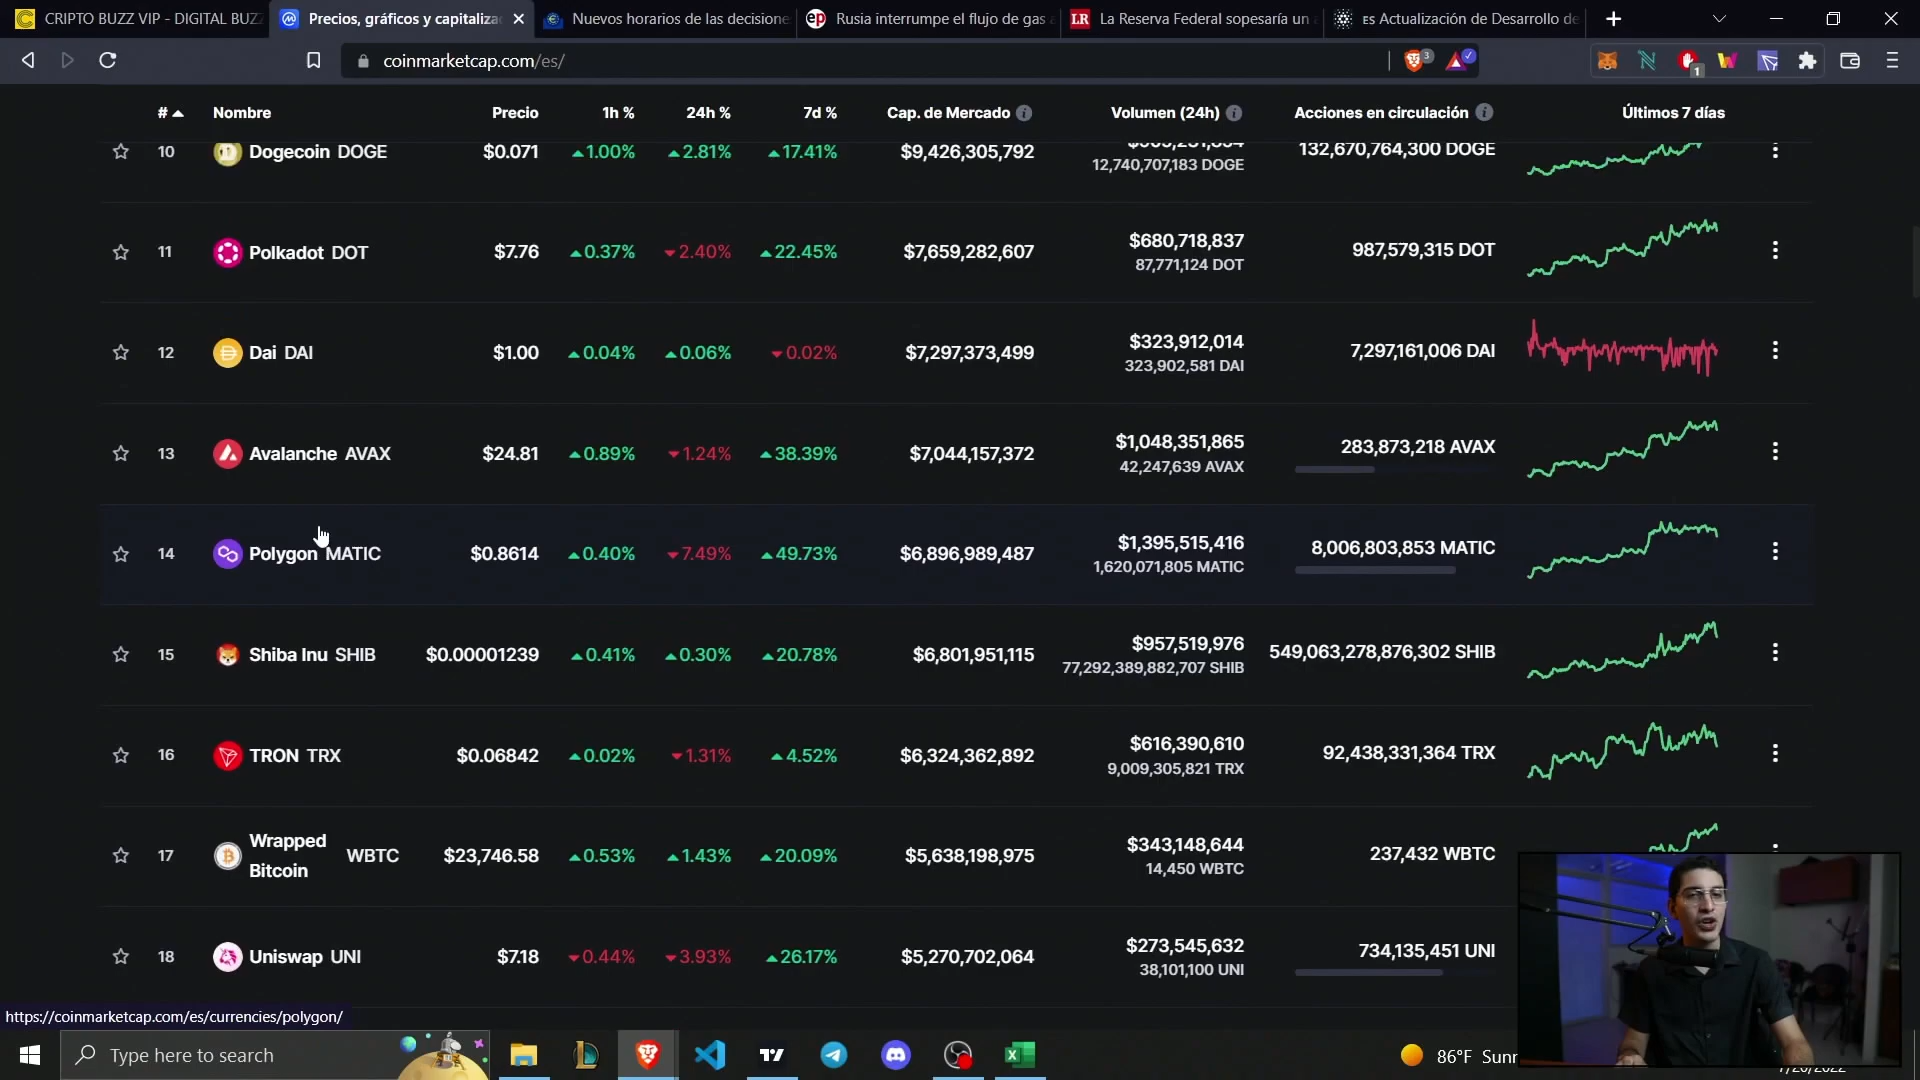 CRIPTO BUZZ VIP - DIGITAL BUZZ
Precios, gráficos y capitaliza
Nuevos horarios de las decisione
Rusia interrumpe el flujo de gas a
La Reserva Federal sopesaría un
ES Actualización de Desarrollo de
coinmarketcap.com/es/
3
1
# Nombre Precio 1h % 24h % 7d % Cap. de Mercado Volumen (24h) Acciones en circulación Últimos 7 días
10 Dogecoin DOGE $0.071 1.00% 2.81% 17.41% $9,426,305,792 132,670,764,300 DOGE
12,740,707,183 DOGE
11 Polkadot DOT $7.76 0.37% 2.40% 22.45% $7,659,282,607 $680,718,837 987,579,315 DOT
87,771,124 DOT
12 Dai DAI $1.00 0.04% 0.06% 0.02% $7,297,373,499 $323,912,014 7,297,161,006 DAI
323,902,581 DAI
13 Avalanche AVAX $24.81 0.89% 1.24% 38.39% $7,044,157,372 $1,048,351,865 283,873,218 AVAX
42,247,639 AVAX
14 Polygon MATIC $0.8614 0.40% 7.49% 49.73% $6,896,989,487 $1,395,515,416 8,006,803,853 MATIC
1,620,071,805 MATIC
15 Shiba Inu SHIB $0.00001239 0.41% 0.30% 20.78% $6,801,951,115 $957,519,976 549,063,278,876,302 SHIB
77,292,389,882,707 SHIB
16 TRON TRX $0.06842 0.02% 1.31% 4.52% $6,324,362,892 $616,390,610 92,438,331,364 TRX
9,009,305,821 TRX
17 Wrapped Bitcoin WBTC $23,746.58 0.53% 1.43% 20.09% $5,638,198,975 $343,148,644 237,432 WBTC
14,450 WBTC
18 Uniswap UNI $7.18 0.44% 3.93% 26.17% $5,270,702,064 $273,545,632 734,135,451 UNI
38,101,100 UNI
https://coinmarketcap.com/es/currencies/polygon/
Type here to search
86°F Sunn